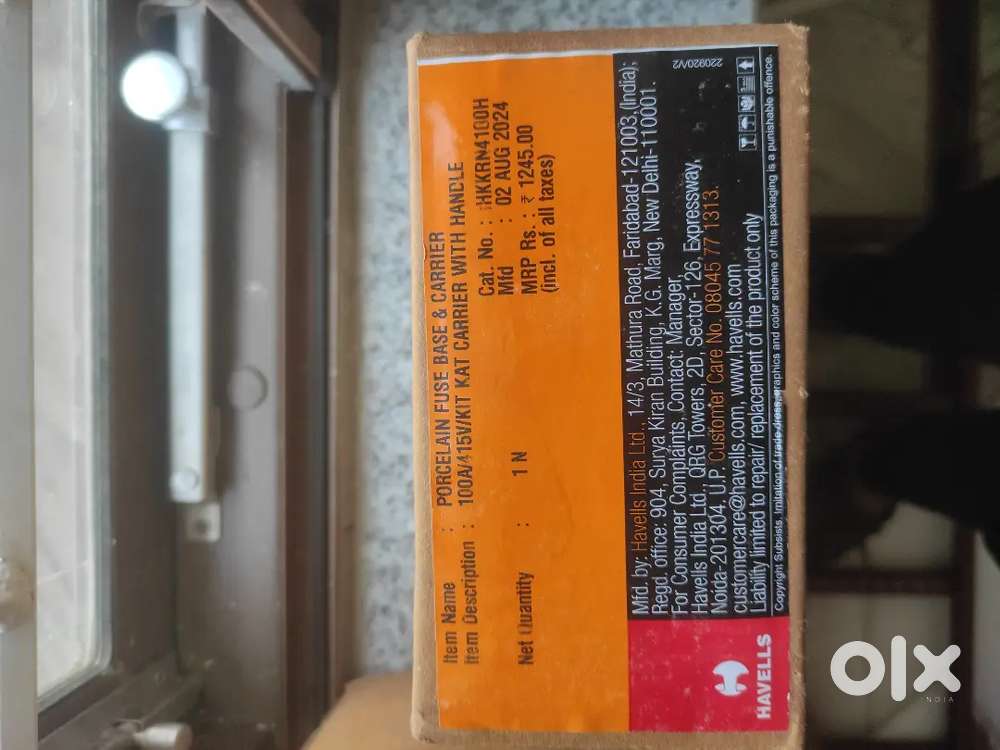 Item Name : PORCELAIN FUSE BASE & CARRIER
Item Description : 100A/415V/KIT KAT CARRIER WITH HANDLE
Cat. No. : IHKKRN4100H
Net Quantity : 1 N
Mfd : 02 AUG 2024
MRP Rs. : ₹ 1245.00
(incl. of all taxes)
Mfd. by: Havells India Ltd., 14/3, Mathura Road, Faridabad-121003,(India);
Regd. office: 904, Surya Kiran Building, K.G. Marg, New Delhi-110001.
For Consumer Complaints, Contact: Manager,
Havells India Ltd., QRG Towers, 2D, Sector-126, Expressway,
Noida-201304, U.P. Customer Care No. 08045 77 1313.
customercare@havells.com, www.havells.com
Liability limited to repair/ replacement of the product only
Copyright Subsists. Imitation of trade dress, graphics and color scheme of this packaging is a punishable offence.
220920/V2
HAVELLS
olx
INDIA